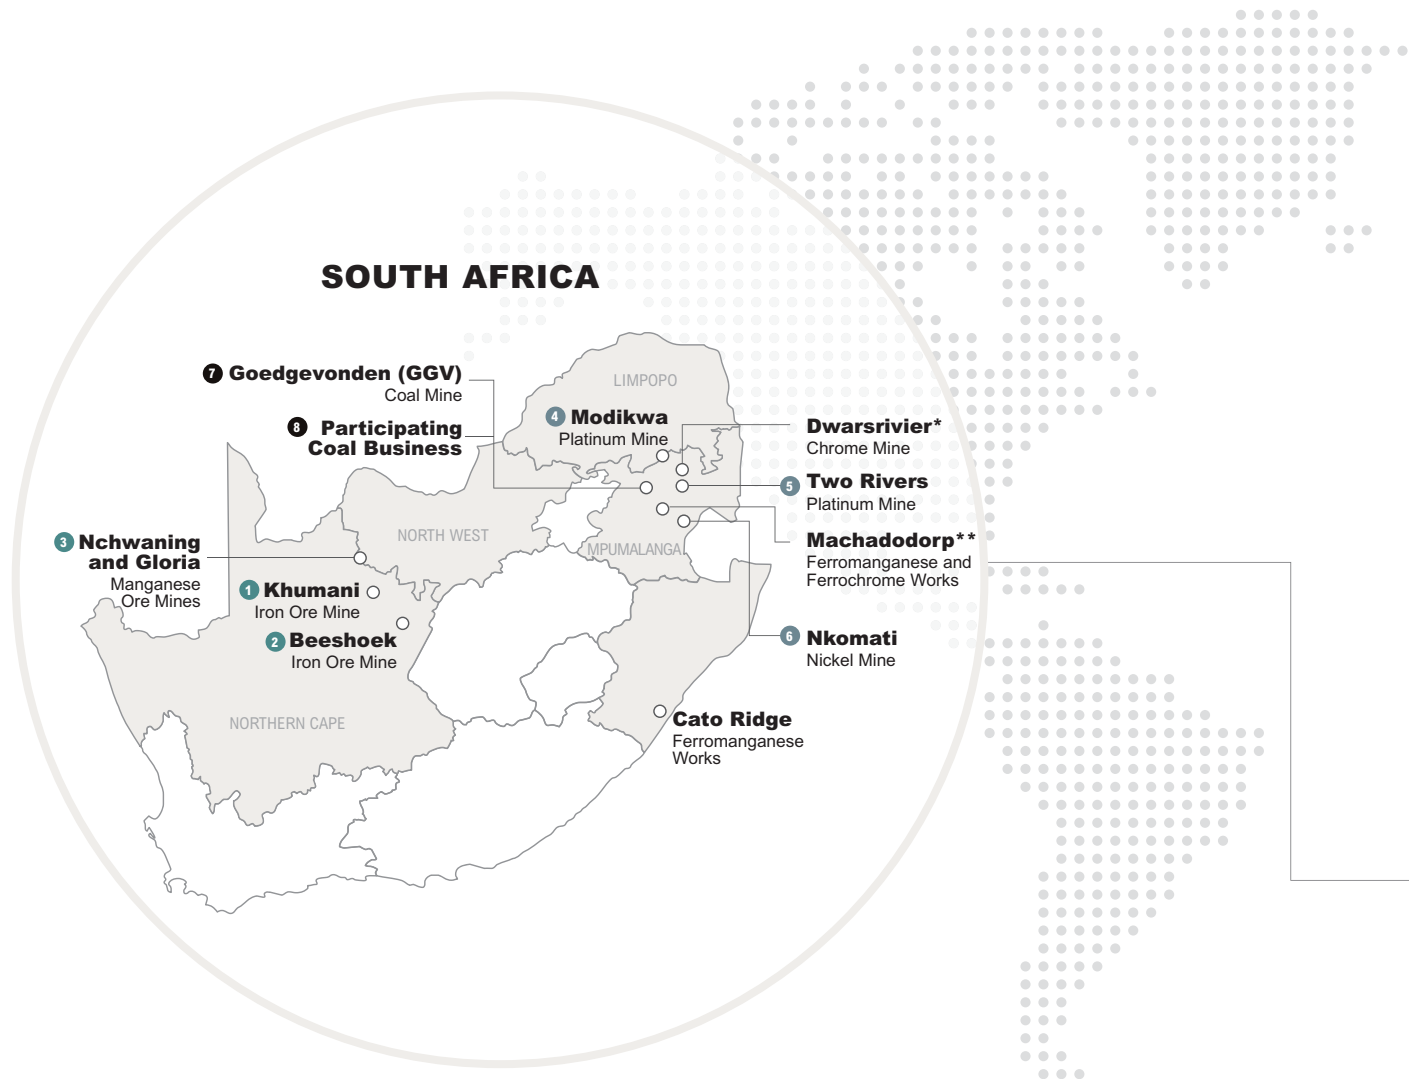 SOUTH AFRICA
7 Goedgevonden (GGV)
Coal Mine
8 Participating
Coal Business
LIMPOPO
4 Modikwa
Platinum Mine
Dwarsrivier*
Chrome Mine
5 Two Rivers
Platinum Mine
Machadodorp**
Ferromanganese and
Ferrochrome Works
NORTH WEST
MPUMALANGA
3 Nchwaning
and Gloria
Manganese
Ore Mines
1 Khumani
Iron Ore Mine
2 Beeshoek
Iron Ore Mine
6 Nkomati
Nickel Mine
NORTHERN CAPE
Cato Ridge
Ferromanganese
Works